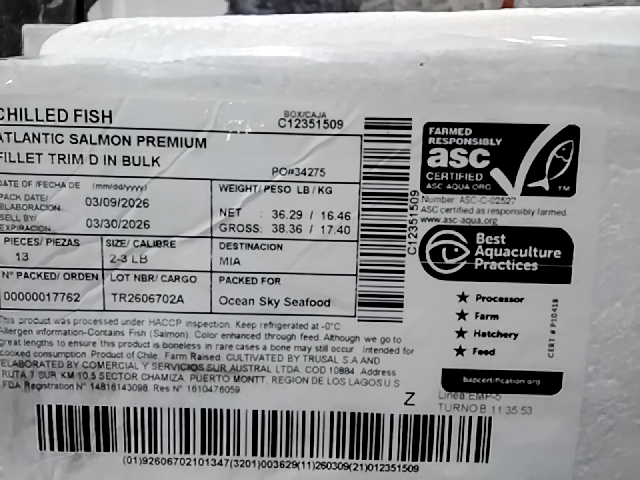 CHILLED FISH
BOX/CAJA
C12351509
ATLANTIC SALMON PREMIUM
FILLET TRIM D IN BULK
PO#34275
DATE OF /FECHA DE (mm/dd/yyyy)
PACK DATE/
ELABORACION 03/09/2026
SELL BY/
EXPIRACION 03/30/2026
WEIGHT/ PESO LB / KG
NET : 36.29 / 16.46
GROSS: 38.36 / 17.40
PIECES/ PIEZAS
13
SIZE/ CALIBRE
2-3 LB
DESTINACION
MIA
N° PACKED/ ORDEN
00000017762
LOT NBR/ CARGO
TR2606702A
PACKED FOR
Ocean Sky Seafood
C12351509
This product was processed under HACCP inspection. Keep refrigerated at -0°C
Allergen information-Contains Fish (Salmon). Color enhanced through feed. Although we go to
great lengths to ensure this product is boneless in rare cases a bone may still occur. Intended for
cooked consumption. Product of Chile. Farm Raised. CULTIVATED BY TRUSAL S.A AND
ELABORATED BY COMERCIAL Y SERVICIOS SUR AUSTRAL LTDA. COD 10884. Address
RUTA 7 SUR KM 10.5 SECTOR CHAMIZA, PUERTO MONTT, REGION DE LOS LAGOS U.S
FDA Registration N° 14816143098. Res N° 1610476059.
Z
(01)92606702101347(3201)003629(11)260309(21)012351509
FARMED
RESPONSIBLY
asc
CERTIFIED
ASC-AQUA.ORG
TM
Number: ASC-C-02527
ASC certified as responsibly farmed.
www.asc-aqua.org
Best
Aquaculture
Practices
★ Processor
★ Farm
★ Hatchery
★ Feed
CERT # P10418
bapcertification.org
Linea:EMP-5
TURNO B 11:35:53